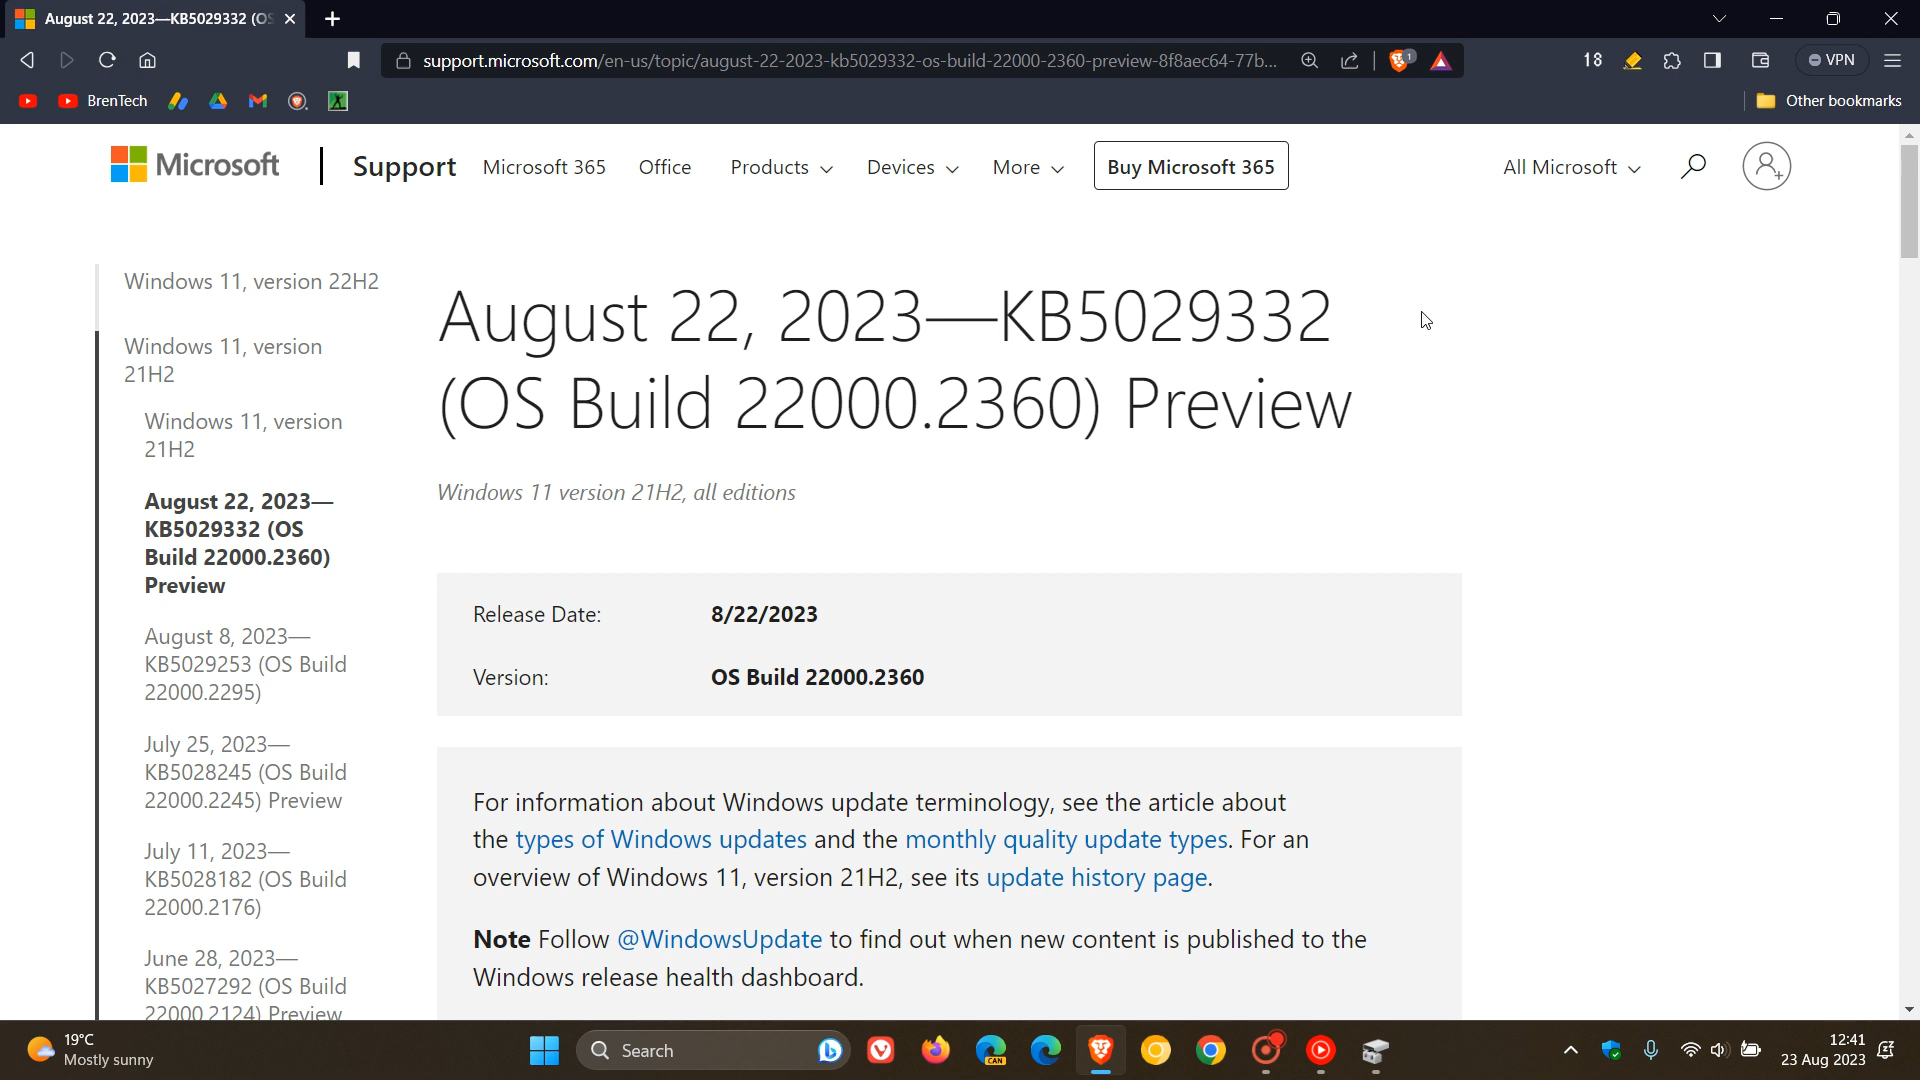 August 22, 2023—KB5029332 (OS
support.microsoft.com/en-us/topic/august-22-2023-kb5029332-os-build-22000-2360-preview-8f8aec64-77b...
1
18
VPN
BrenTech
Other bookmarks
Microsoft
Support
Microsoft 365
Office
Products
Devices
More
Buy Microsoft 365
All Microsoft
Windows 11, version 22H2
Windows 11, version
21H2
Windows 11, version
21H2
August 22, 2023—
KB5029332 (OS
Build 22000.2360)
Preview
August 8, 2023—
KB5029253 (OS Build
22000.2295)
July 25, 2023—
KB5028245 (OS Build
22000.2245) Preview
July 11, 2023—
KB5028182 (OS Build
22000.2176)
June 28, 2023—
KB5027292 (OS Build
22000.2124) Preview
August 22, 2023—KB5029332
(OS Build 22000.2360) Preview
Windows 11 version 21H2, all editions
Release Date: 8/22/2023
Version: OS Build 22000.2360
For information about Windows update terminology, see the article about
the types of Windows updates and the monthly quality update types. For an
overview of Windows 11, version 21H2, see its update history page.
Note Follow @WindowsUpdate to find out when new content is published to the
Windows release health dashboard.
19°C
Mostly sunny
Search
CAN
12:41
23 Aug 2023